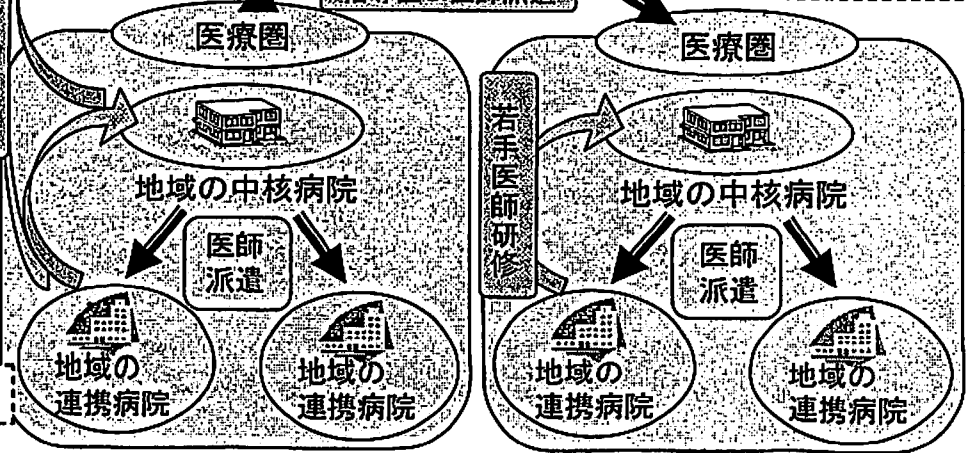 医療圏
地域の中核病院
医師
派遣
地域の
連携病院
地域の
連携病院
医療圏
若手医師研修
地域の中核病院
医師
派遣
地域の
連携病院
地域の
連携病院